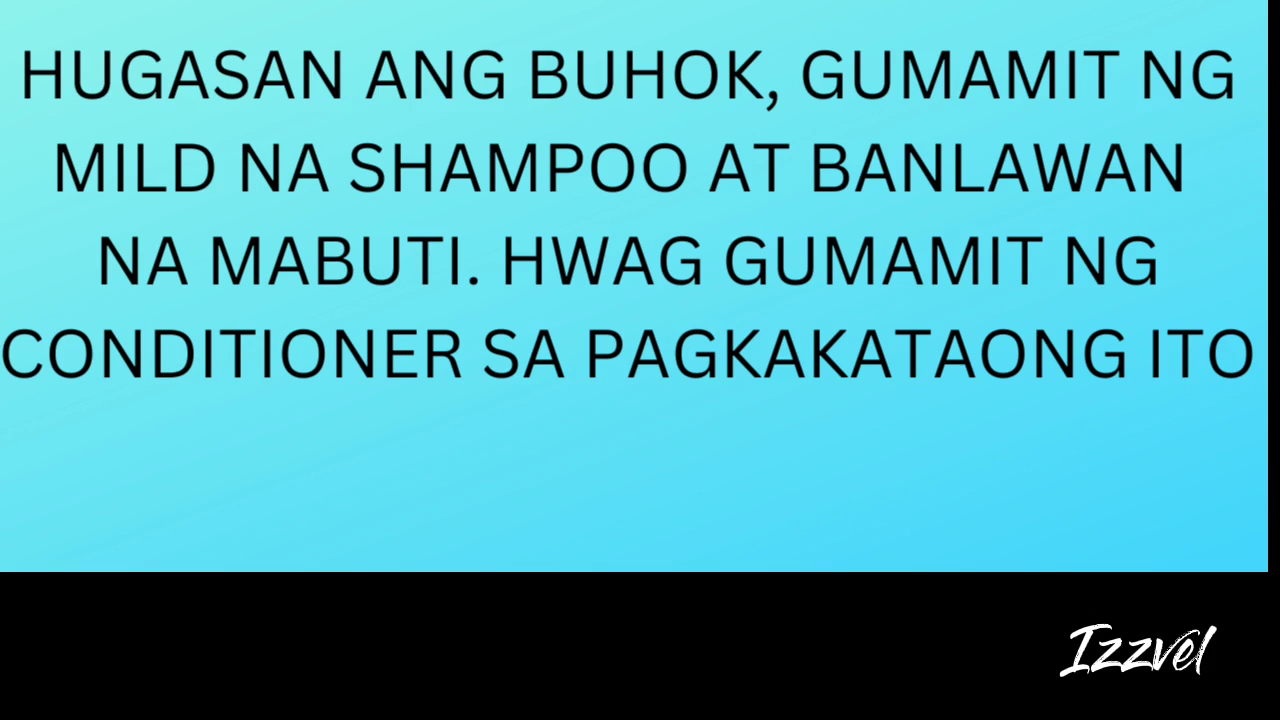 HUGASAN ANG BUHOK, GUMAMIT NG
MILD NA SHAMPOO AT BANLAWAN
NA MABUTI. HWAG GUMAMIT NG
CONDITIONER SA PAGKAKATAONG ITO
Izzvel